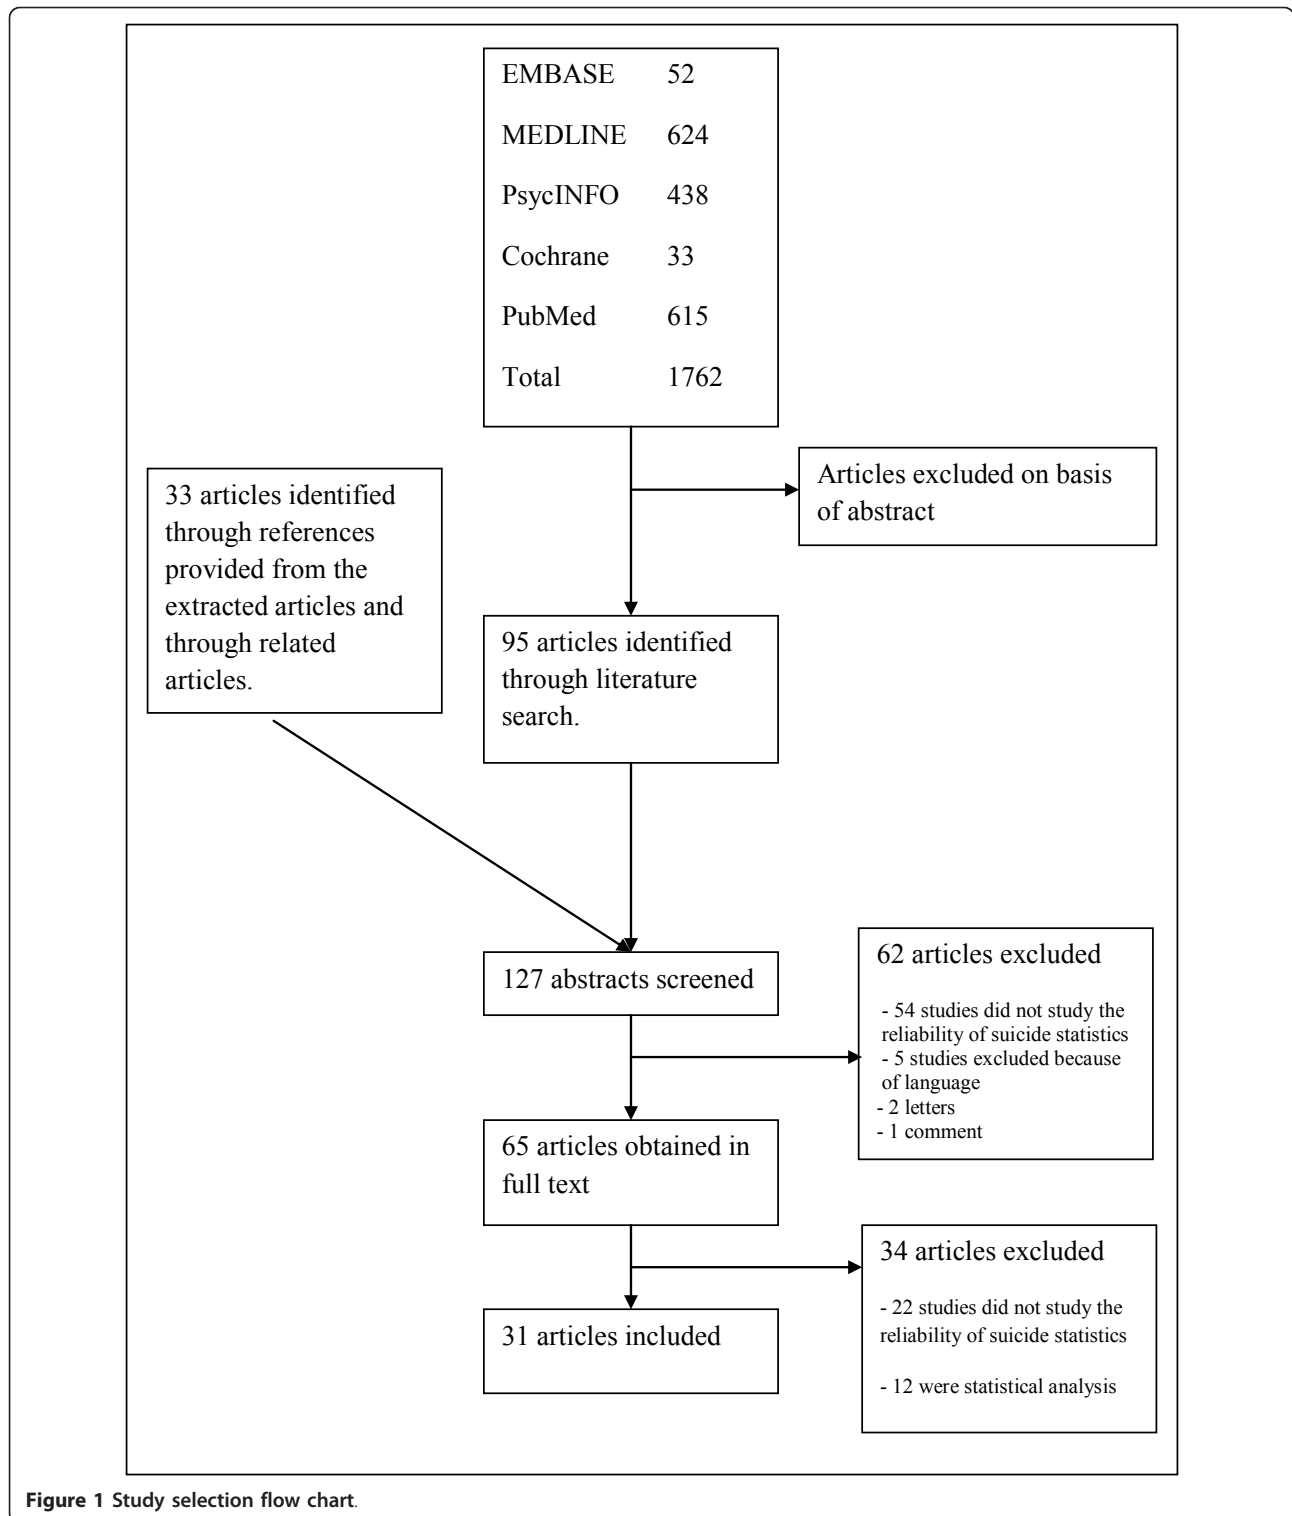 EMBASE 52
MEDLINE 624
PsycINFO 438
Cochrane 33
PubMed 615
Total 1762
Articles excluded on basis
of abstract
33 articles identified
through references
provided from the
extracted articles and
through related
articles.
95 articles identified
through literature
search.
127 abstracts screened
62 articles excluded
- 54 studies did not study the
reliability of suicide statistics
- 5 studies excluded because
of language
- 2 letters
- 1 comment
65 articles obtained in
full text
34 articles excluded
- 22 studies did not study the
reliability of suicide statistics
- 12 were statistical analysis
31 articles included
Figure 1 Study selection flow chart.